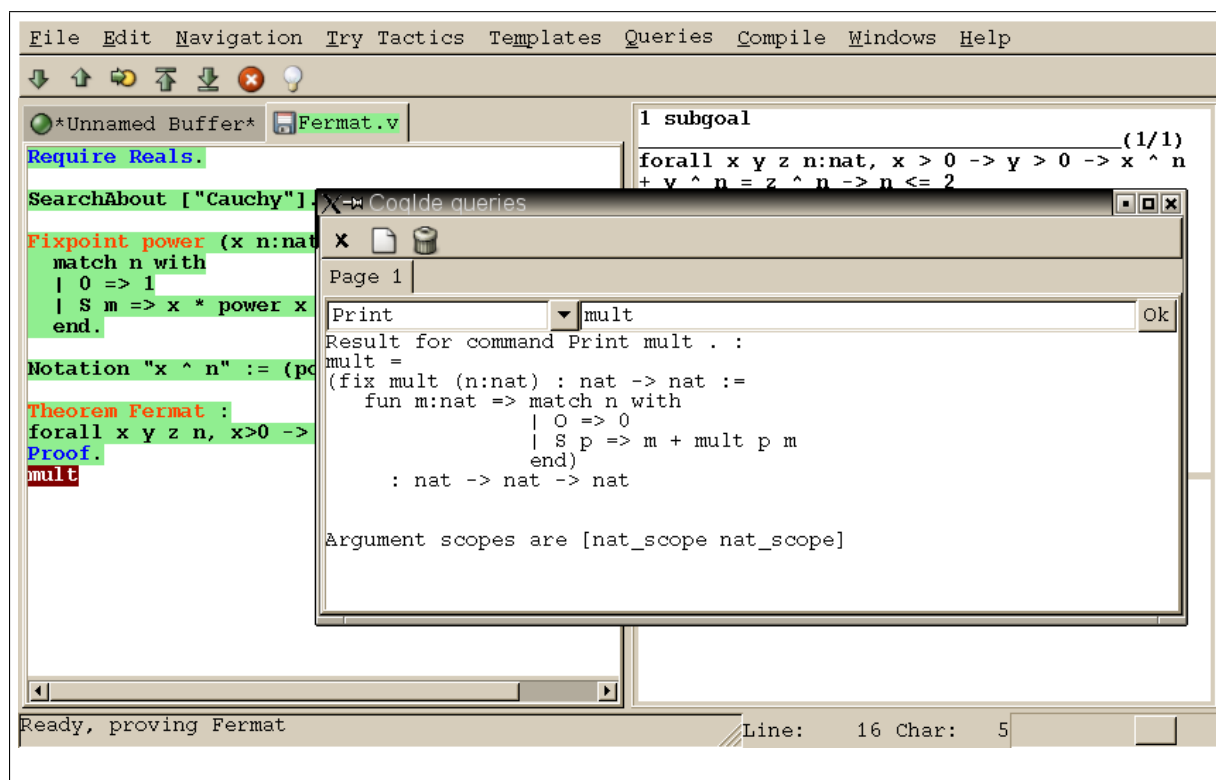 File Edit Navigation Try Tactics Templates Queries Compile Windows Help
*Unnamed Buffer* Fermat.v
Require Reals.
SearchAbout ["Cauchy"].
Fixpoint power (x n:nat
match n with
| O => 1
| S m => x * power x
end.
Notation "x ^ n" := (po
Theorem Fermat :
forall x y z n, x>0 ->
Proof.
mult
1 subgoal
(1/1)
forall x y z n:nat, x > 0 -> y > 0 -> x ^ n
+ y ^ n = z ^ n -> n <= 2
CoqIde queries
Page 1
Print mult Ok
Result for command Print mult . :
mult =
(fix mult (n:nat) : nat -> nat :=
fun m:nat => match n with
| O => 0
| S p => m + mult p m
end)
: nat -> nat -> nat
Argument scopes are [nat_scope nat_scope]
Ready, proving Fermat Line: 16 Char: 5